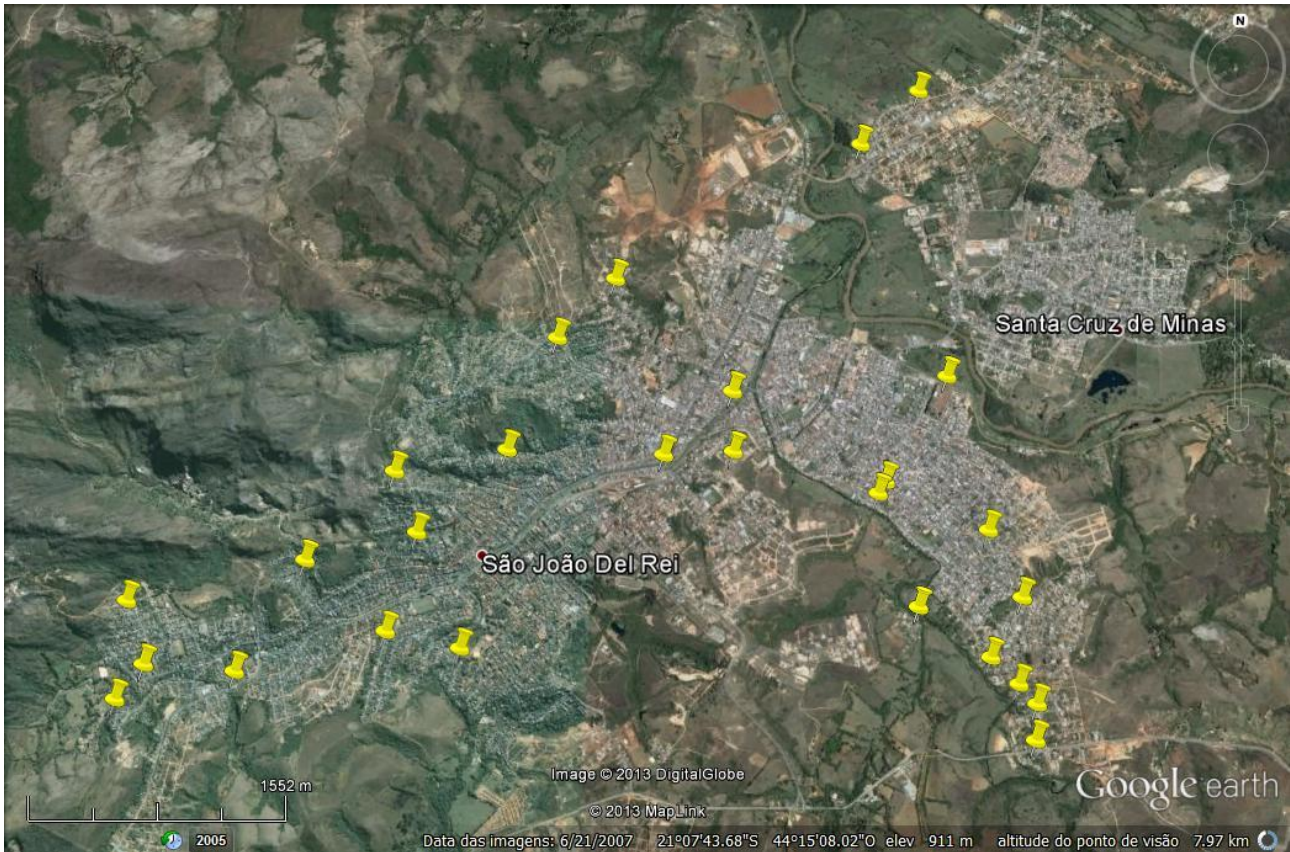 N
Santa Cruz de Minas
São João Del Rei
1552 m
Image © 2013 DigitalGlobe
© 2013 MapLink
Google earth
2005
Data das imagens: 6/21/2007 21°07'43.68"S 44°15'08.02"O elev 911 m altitude do ponto de visão 7.97 km